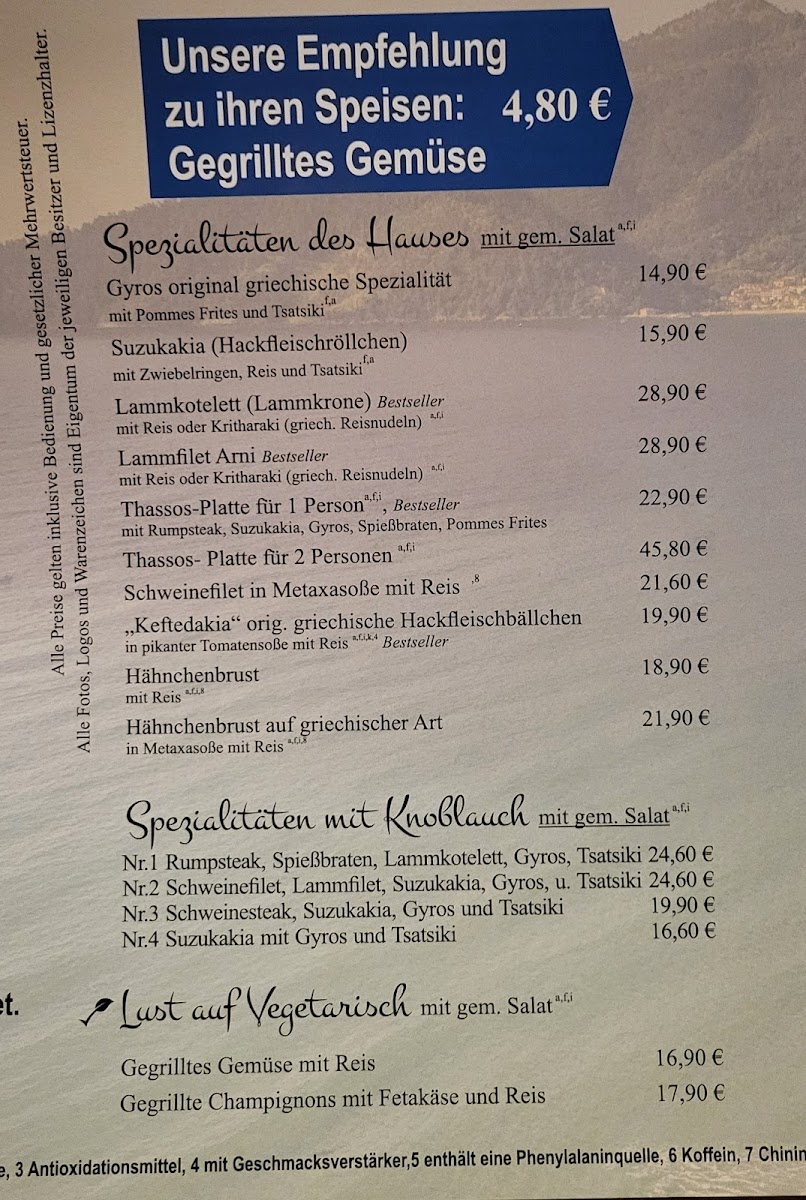 Unsere Empfehlung
zu ihren Speisen: 4,80 €
Gegrilltes Gemüse
Alle Preise gelten inklusive Bedienung und gesetzlicher Mehrwertsteuer.
Alle Fotos, Logos und Warenzeichen sind Eigentum der jeweiligen Besitzer und Lizenzhalter.
Spezialitäten des Hauses mit gem. Salat a,f,i
Gyros original griechische Spezialität 14,90 €
mit Pommes Frites und Tsatsiki f,a
Suzukakia (Hackfleischröllchen) 15,90 €
mit Zwiebelringen, Reis und Tsatsiki f,a
Lammkotelett (Lammkrone) Bestseller 28,90 €
mit Reis oder Kritharaki (griech. Reisnudeln) a,f,i
Lammfilet Arni Bestseller 28,90 €
mit Reis oder Kritharaki (griech. Reisnudeln) a,f,i
Thassos-Platte für 1 Person a,f,i, Bestseller 22,90 €
mit Rumpsteak, Suzukakia, Gyros, Spießbraten, Pommes Frites
Thassos- Platte für 2 Personen a,f,i 45,80 €
Schweinefilet in Metaxasoße mit Reis ,8 21,60 €
„Keftedakia“ orig. griechische Hackfleischbällchen 19,90 €
in pikanter Tomatensoße mit Reis a,f,i,k,4 Bestseller
Hähnchenbrust 18,90 €
mit Reis a,f,i,8
Hähnchenbrust auf griechischer Art 21,90 €
in Metaxasoße mit Reis a,f,i,8
Spezialitäten mit Knoblauch mit gem. Salat a,f,i
Nr.1 Rumpsteak, Spießbraten, Lammkotelett, Gyros, Tsatsiki 24,60 €
Nr.2 Schweinefilet, Lammfilet, Suzukakia, Gyros, u. Tsatsiki 24,60 €
Nr.3 Schweinesteak, Suzukakia, Gyros und Tsatsiki 19,90 €
Nr.4 Suzukakia mit Gyros und Tsatsiki 16,60 €
et.
Lust auf Vegetarisch mit gem. Salat a,f,i
Gegrilltes Gemüse mit Reis 16,90 €
Gegrillte Champignons mit Fetakäse und Reis 17,90 €
e, 3 Antioxidationsmittel, 4 mit Geschmacksverstärker,5 enthält eine Phenylalaninquelle, 6 Koffein, 7 Chinin